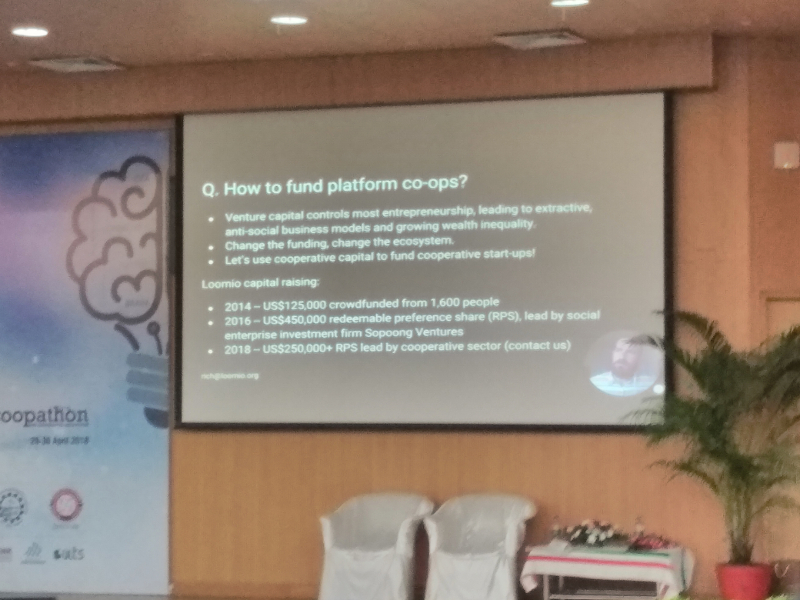 Q. How to fund platform co-ops?
• Venture capital controls most entrepreneurship, leading to extractive,
anti-social business models and growing wealth inequality.
• Change the funding, change the ecosystem.
• Let's use cooperative capital to fund cooperative start-ups!
Loomio capital raising:
• 2014 – US$125,000 crowdfunded from 1,600 people
• 2016 – US$450,000 redeemable preference share (RPS), lead by social
enterprise investment firm Sopoong Ventures
• 2018 – US$250,000+ RPS lead by cooperative sector (contact us)
rich@loomio.org
oopathon
April 2018